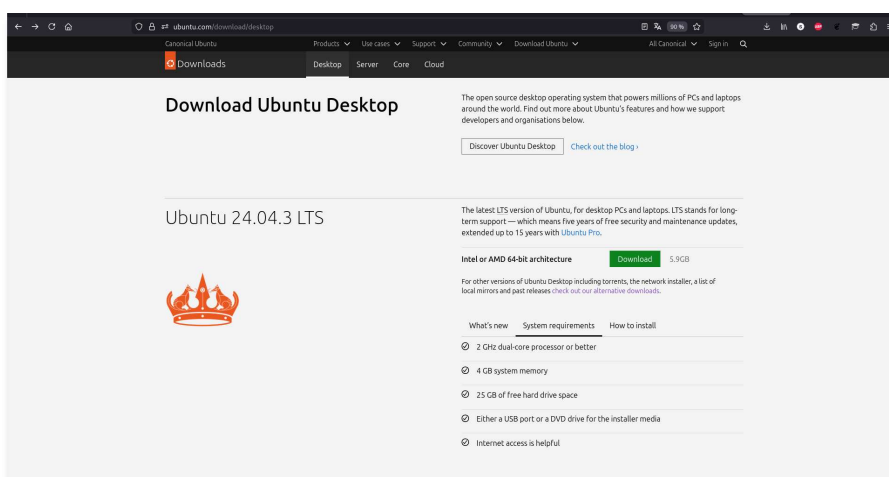 ubuntu.com/download/desktop
90%
Canonical Ubuntu Products Use cases Support Community Download Ubuntu All Canonical Sign in
Downloads Desktop Server Core Cloud
Download Ubuntu Desktop
The open source desktop operating system that powers millions of PCs and laptops
around the world. Find out more about Ubuntu's features and how we support
developers and organisations below.
Discover Ubuntu Desktop Check out the blog ›
Ubuntu 24.04.3 LTS
The latest LTS version of Ubuntu, for desktop PCs and laptops. LTS stands for long-
term support — which means five years of free security and maintenance updates,
extended up to 15 years with Ubuntu Pro.
Intel or AMD 64-bit architecture Download 5.9GB
For other versions of Ubuntu Desktop including torrents, the network installer, a list of
local mirrors and past releases check out our alternative downloads.
What's new System requirements How to install
2 GHz dual-core processor or better
4 GB system memory
25 GB of free hard drive space
Either a USB port or a DVD drive for the installer media
Internet access is helpful